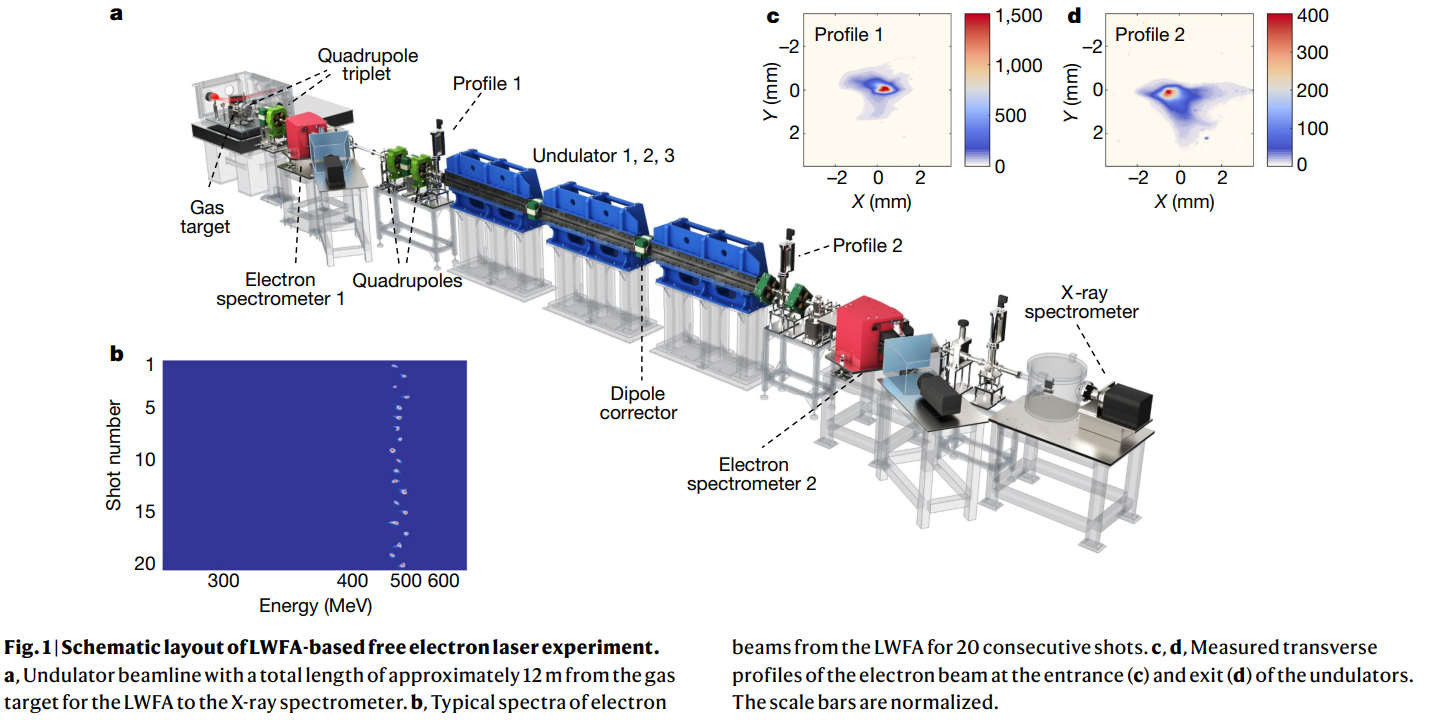 a
Quadrupole
triplet
Profile 1
Undulator 1, 2, 3
Gas
target
Electron
spectrometer 1
Quadrupoles
Profile 2
X-ray
spectrometer
Dipole
corrector
Electron
spectrometer 2
b
Shot number
1
5
10
15
20
300 400 500 600
Energy (MeV)
c
Profile 1
Y (mm)
−2
0
2
−2 0 2
X (mm)
1,500
1,000
500
0
d
Profile 2
Y (mm)
−2
0
2
−2 0 2
X (mm)
400
300
200
100
0
Fig. 1 | Schematic layout of LWFA-based free electron laser experiment.
a, Undulator beamline with a total length of approximately 12 m from the gas
target for the LWFA to the X-ray spectrometer. b, Typical spectra of electron
beams from the LWFA for 20 consecutive shots. c, d, Measured transverse
profiles of the electron beam at the entrance (c) and exit (d) of the undulators.
The scale bars are normalized.